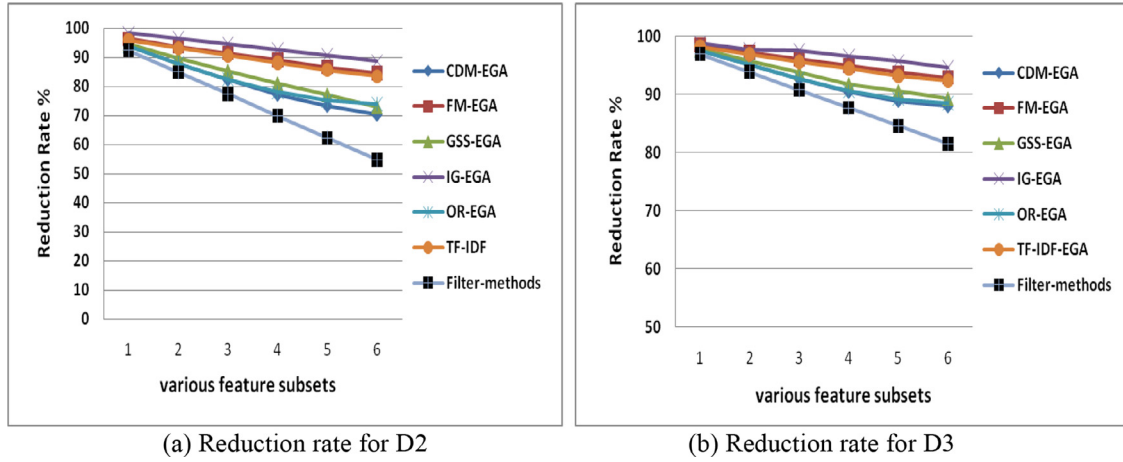 Reduction Rate %
100
90
80
70
60
50
40
30
20
10
0
1 2 3 4 5 6
various feature subsets
CDM-EGA
FM-EGA
GSS-EGA
IG-EGA
OR-EGA
TF-IDF
Filter-methods
(a) Reduction rate for D2
Reduction Rate %
100
90
80
70
60
50
1 2 3 4 5 6
various feature subsets
CDM-EGA
FM-EGA
GSS-EGA
IG-EGA
OR-EGA
TF-IDF-EGA
Filter-methods
(b) Reduction rate for D3